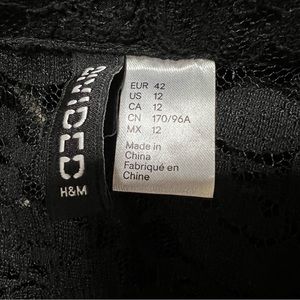 DIVIDED
H&M
EUR 42
US 12
CA 12
CN 170/96A
MX 12
Made in
China
Fabriqué en
Chine